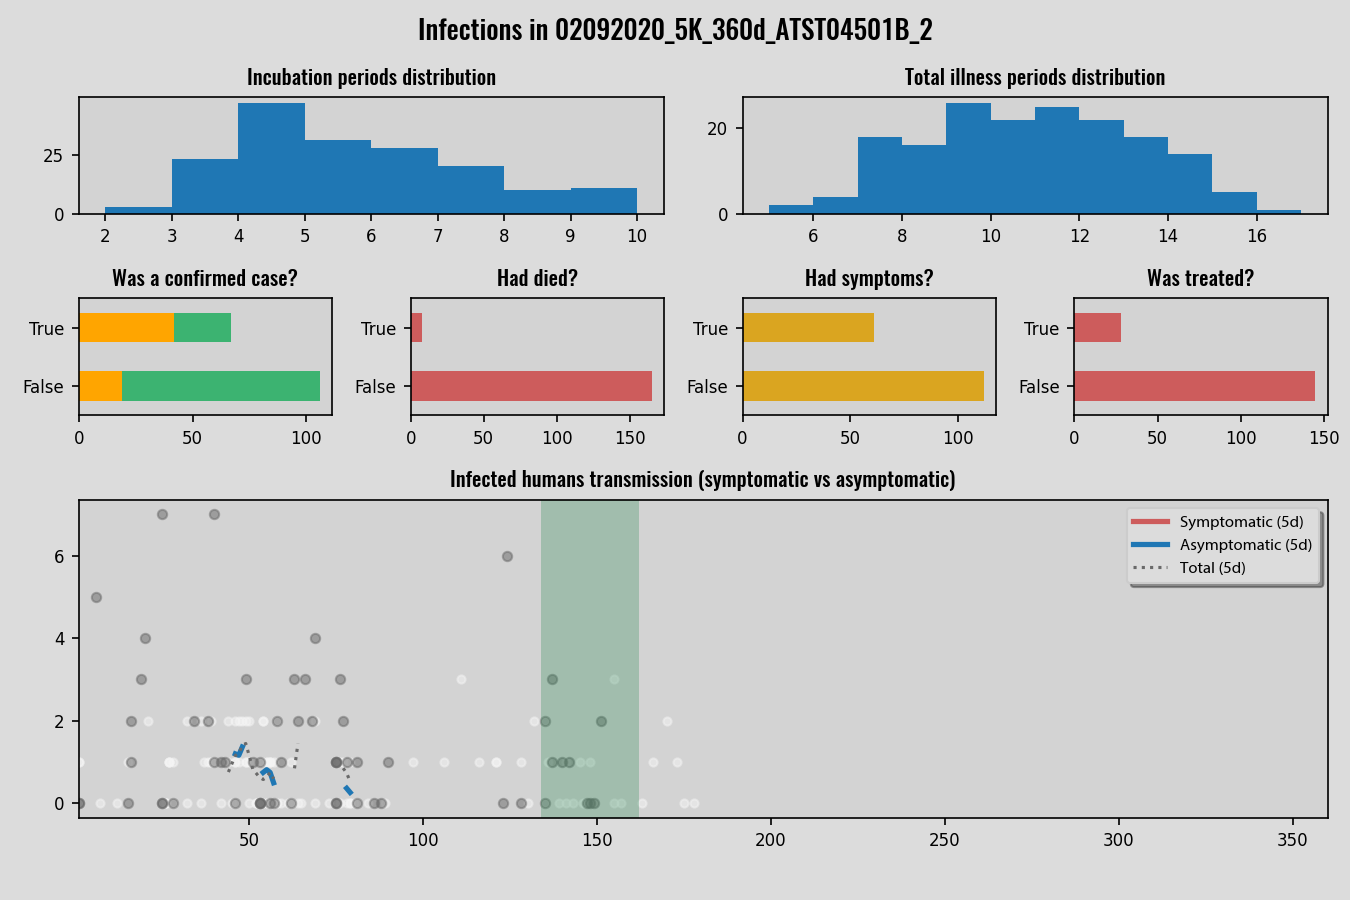 Infections in 02092020_5K_360d_ATST04501B_2
Incubation periods distribution
Total illness periods distribution
25
0
2 3 4 5 6 7 8 9 10
20
0
6 8 10 12 14 16
Was a confirmed case?
Had died?
Had symptoms?
Was treated?
True
False
0 50 100
True
False
0 50 100 150
True
False
0 50 100
True
False
0 50 100 150
Infected humans transmission (symptomatic vs asymptomatic)
Symptomatic (5d)
Asymptomatic (5d)
Total (5d)
6
4
2
0
50 100 150 200 250 300 350